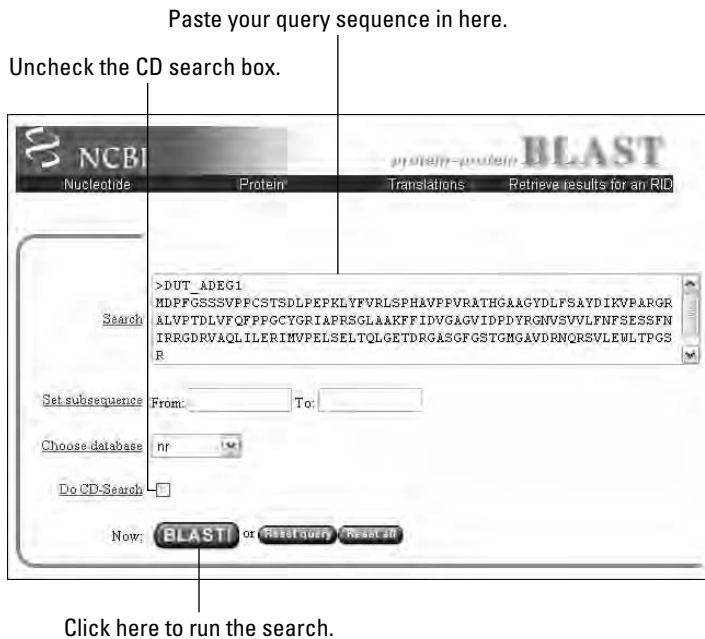 Paste your query sequence in here.
Uncheck the CD search box.
NCBI
protein-protein BLAST
Nucleotide Protein Translations Retrieve results for an RID
>DUT_ADEG1
MDPFGSSSVPPCSTSDLPEPKLYFVRLSPHAVPPVRATHGAAGYDLFSAYDIKVPARGR
Search ALVPTDLVFQFPPGCYGRIAPRSGLAAKFFIDVGAGVIDPDYRGNVSVVLFNFSESSFN
IRRGDRVAQLILERIMVPELSELTQLGETDRGASGFGSTGMGAVDRNQRSVLEWLTPGS
R
Set subsequence From: To:
Choose database nr
Do CD-Search
Now: BLAST! or Reset query Reset all
Click here to run the search.